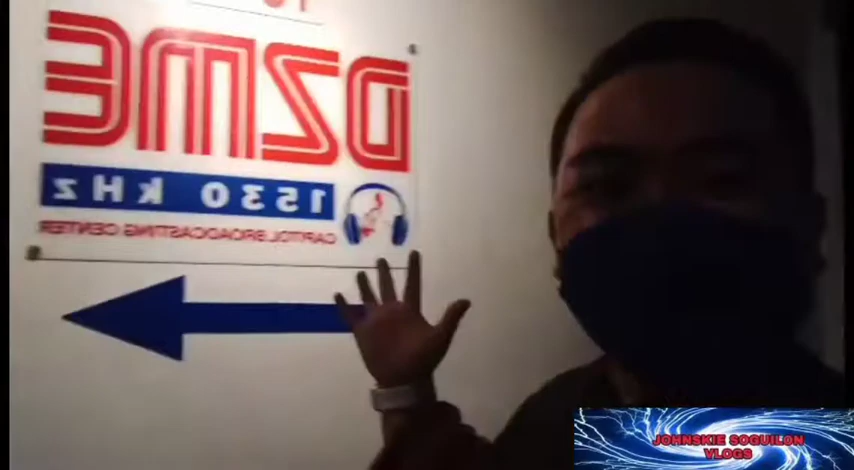 DZME
1530 kHz
CAPITOL BROADCASTING CENTER
JOHNSKIE SOGUILON
VLOGS